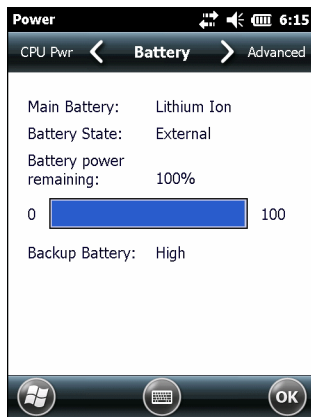 Power 6:15
CPU Pwr Battery Advanced
Main Battery: Lithium Ion
Battery State: External
Battery power
remaining: 100%
0 100
Backup Battery: High
OK